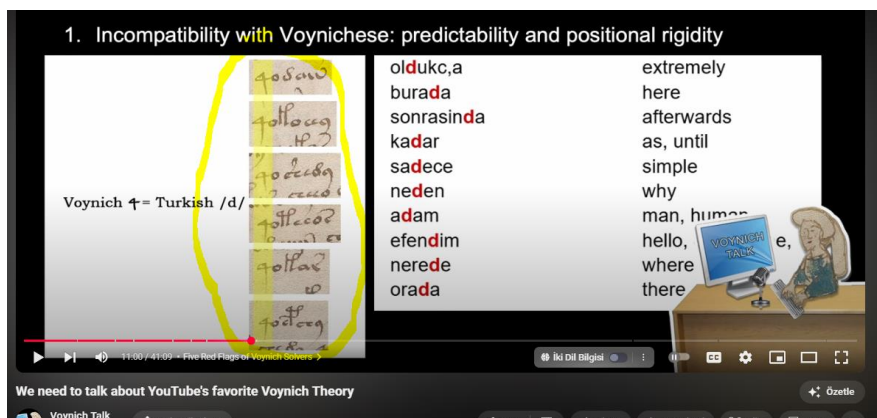 1. Incompatibility with Voynichese: predictability and positional rigidity
Voynich = Turkish /d/
oldukc,a extremely
burada here
sonrasinda afterwards
kadar as, until
sadece simple
neden why
adam man, human
efendim hello, e,
nerede where
orada there
VOYNICH
TALK
11:00 / 41:09 • Five Red Flags of Voynich Solvers >
İki Dil Bilgisi
CC
We need to talk about YouTube's favorite Voynich Theory
Özetle
Voynich Talk